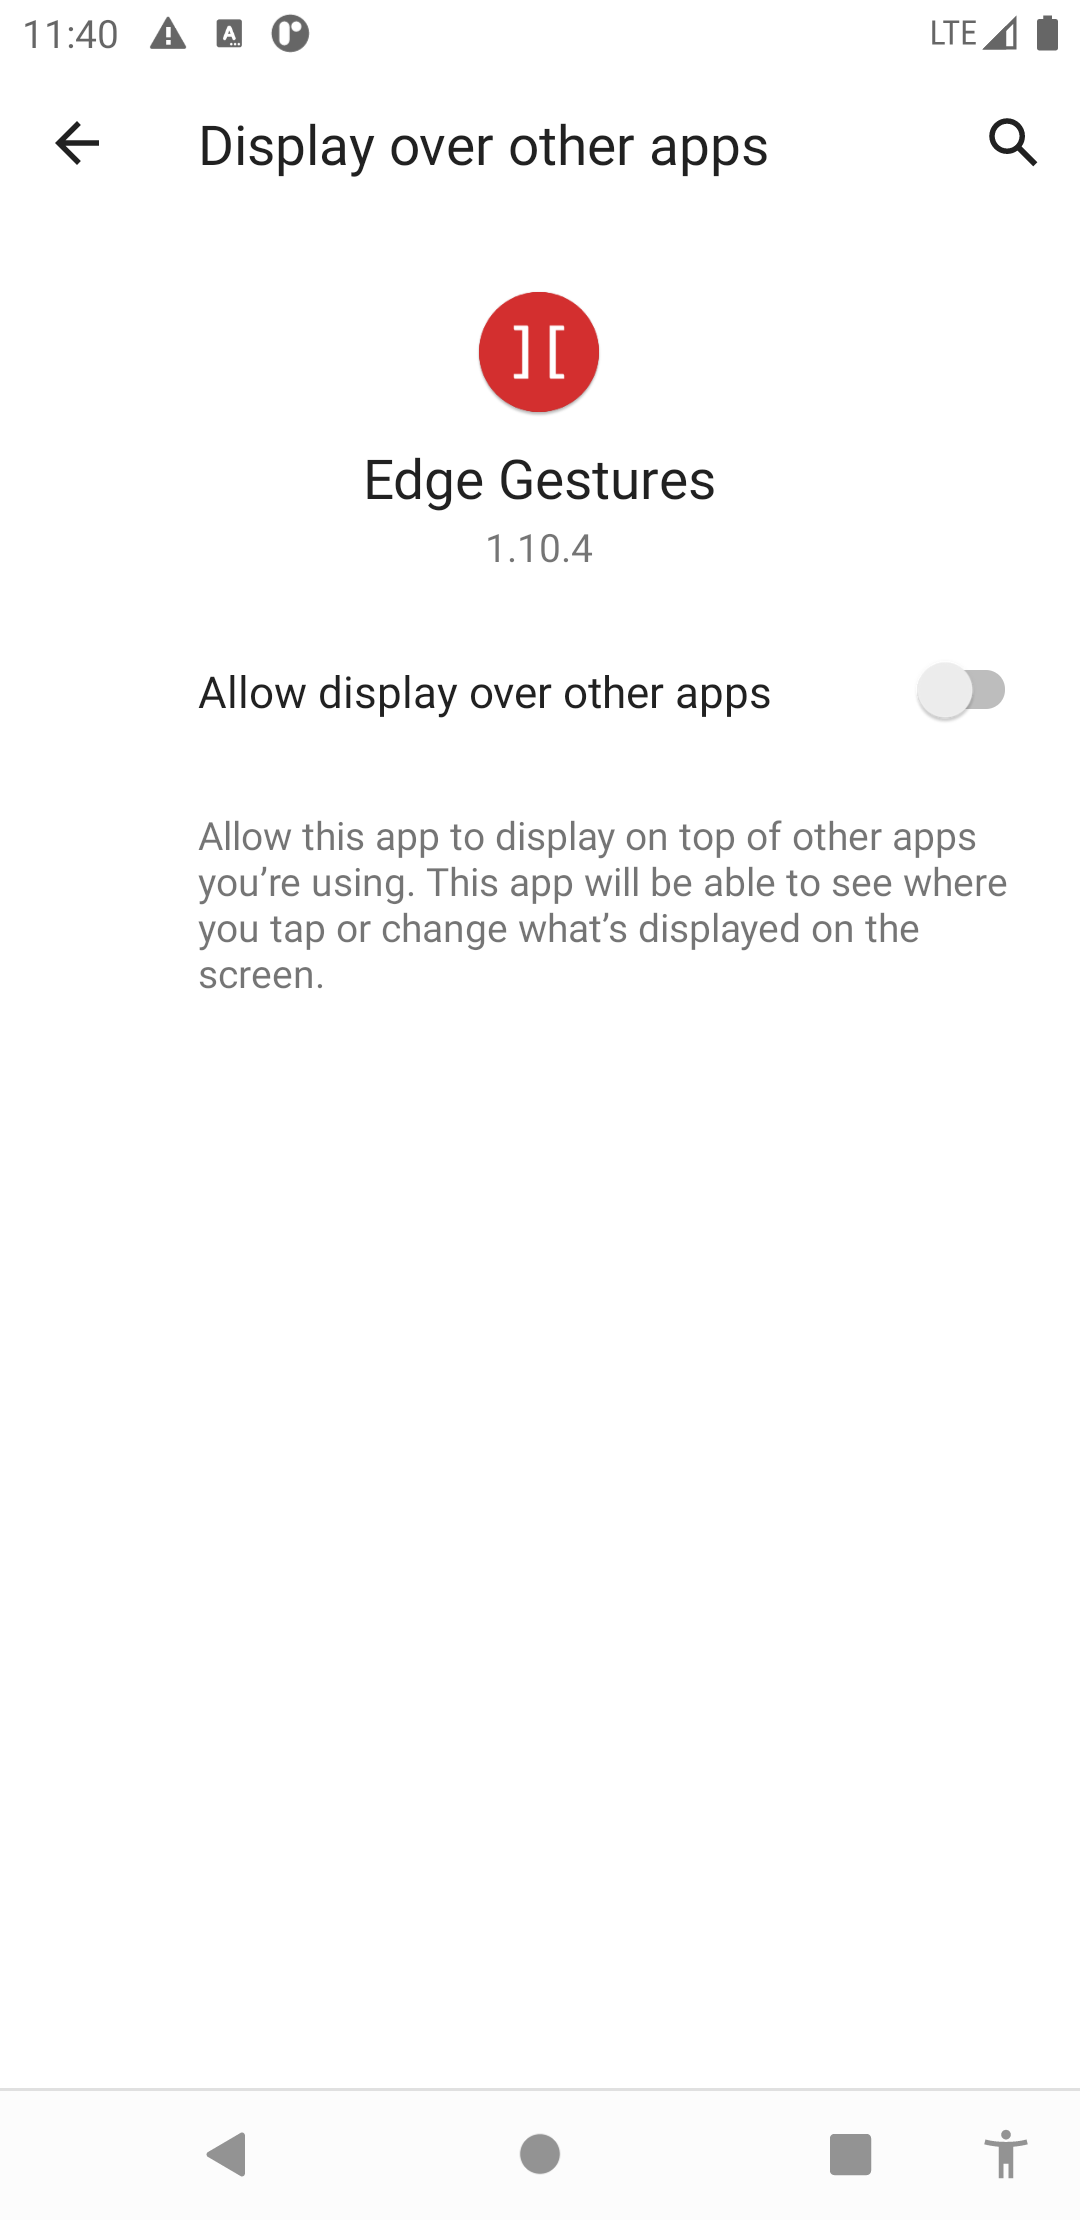 11:40
LTE
Display over other apps
Edge Gestures
1.10.4
Allow display over other apps
Allow this app to display on top of other apps
you’re using. This app will be able to see where
you tap or change what’s displayed on the
screen.